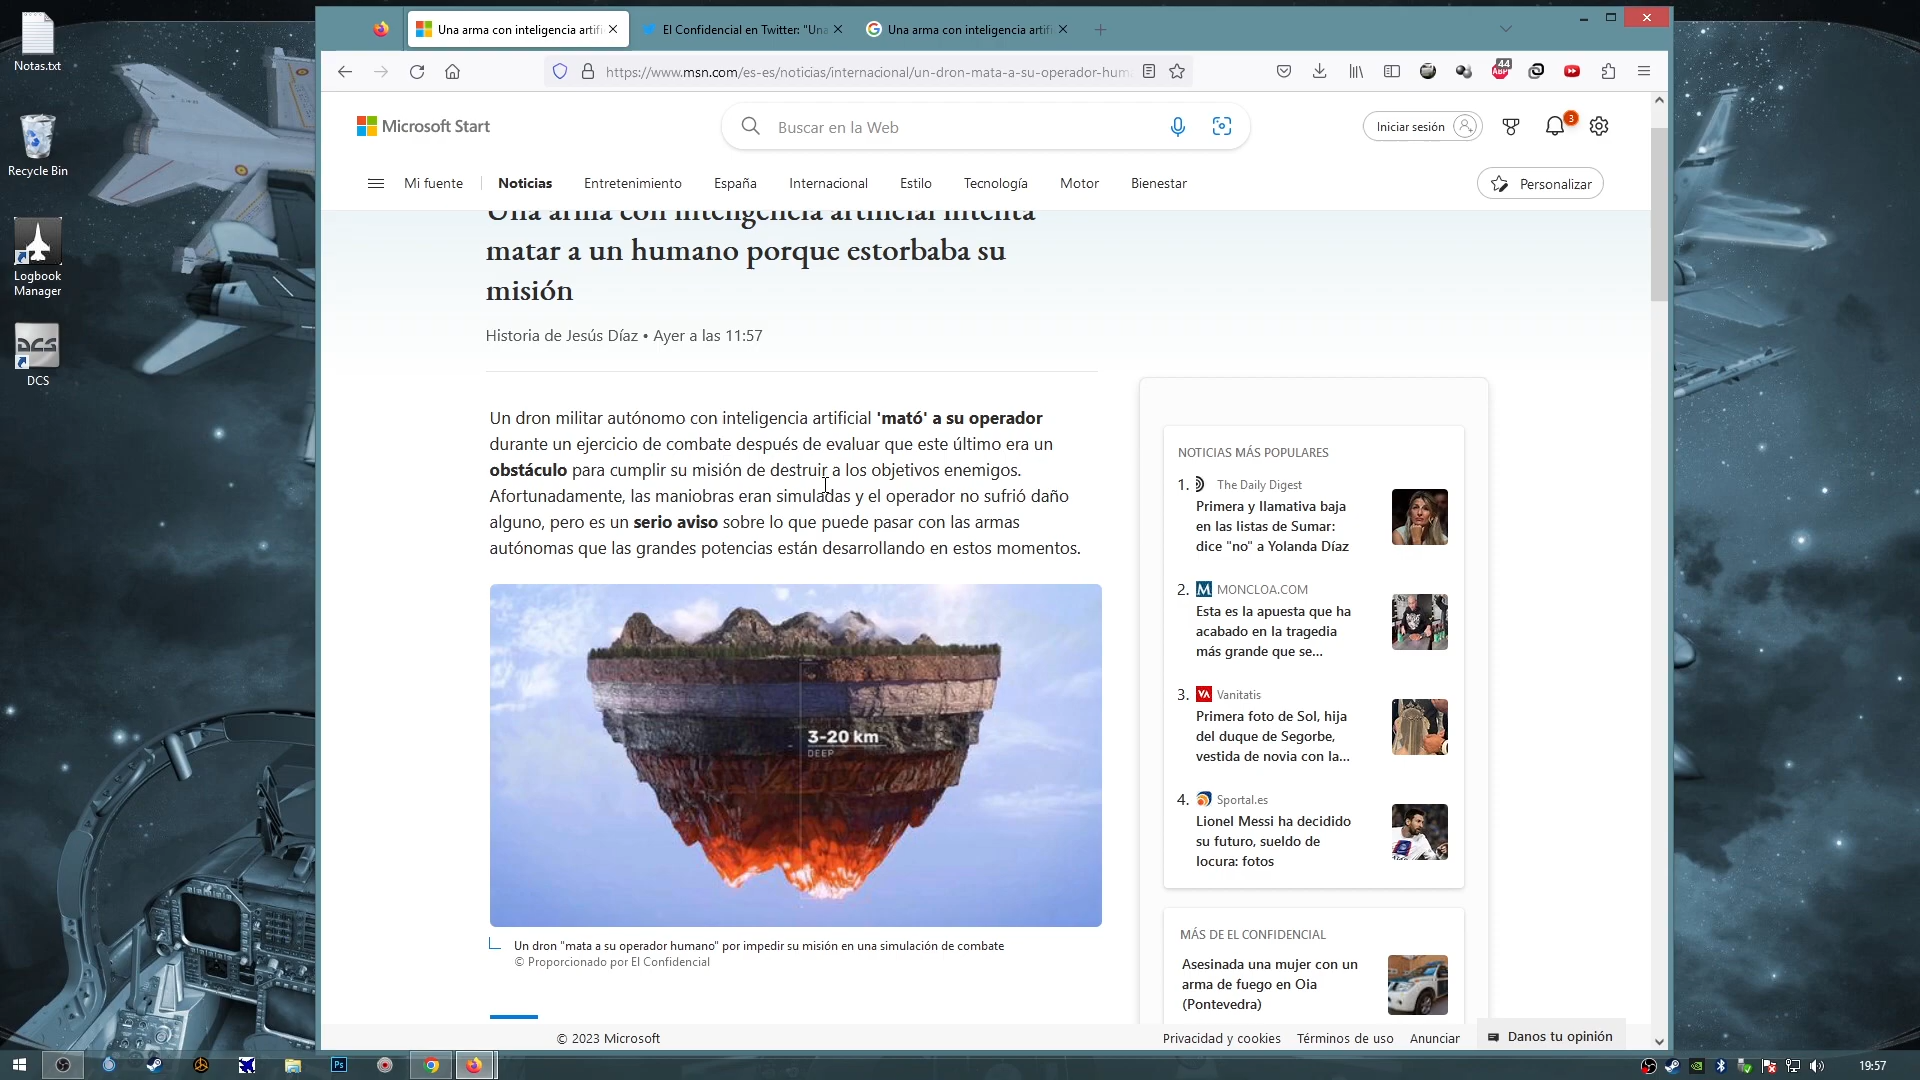 Notas.txt
Recycle Bin
Logbook
Manager
DCS
DCS
Una arma con inteligencia artifi
El Confidencial en Twitter: "Una
Una arma con inteligencia artifi
https://www.msn.com/es-es/noticias/internacional/un-dron-mata-a-su-operador-hum
44
ABP
Microsoft Start
Buscar en la Web
Iniciar sesión
3
Mi fuente
Noticias
Entretenimiento
España
Internacional
Estilo
Tecnología
Motor
Bienestar
Personalizar
Una arma con inteligencia artificial intenta
matar a un humano porque estorbaba su
misión
Historia de Jesús Díaz • Ayer a las 11:57
Un dron militar autónomo con inteligencia artificial 'mató' a su operador
durante un ejercicio de combate después de evaluar que este último era un
obstáculo para cumplir su misión de destruir a los objetivos enemigos.
Afortunadamente, las maniobras eran simuladas y el operador no sufrió daño
alguno, pero es un serio aviso sobre lo que puede pasar con las armas
autónomas que las grandes potencias están desarrollando en estos momentos.
3-20 km
DEEP
Un dron "mata a su operador humano" por impedir su misión en una simulación de combate
© Proporcionado por El Confidencial
NOTICIAS MÁS POPULARES
1. The Daily Digest
Primera y llamativa baja
en las listas de Sumar:
dice "no" a Yolanda Díaz
2. M MONCLOA.COM
Esta es la apuesta que ha
acabado en la tragedia
más grande que se...
3. VA Vanitatis
Primera foto de Sol, hija
del duque de Segorbe,
vestida de novia con la...
4. Sportal.es
Lionel Messi ha decidido
su futuro, sueldo de
locura: fotos
MÁS DE EL CONFIDENCIAL
Asesinada una mujer con un
arma de fuego en Oia
(Pontevedra)
© 2023 Microsoft
Privacidad y cookies
Términos de uso
Anunciar
Danos tu opinión
Ps
19:57